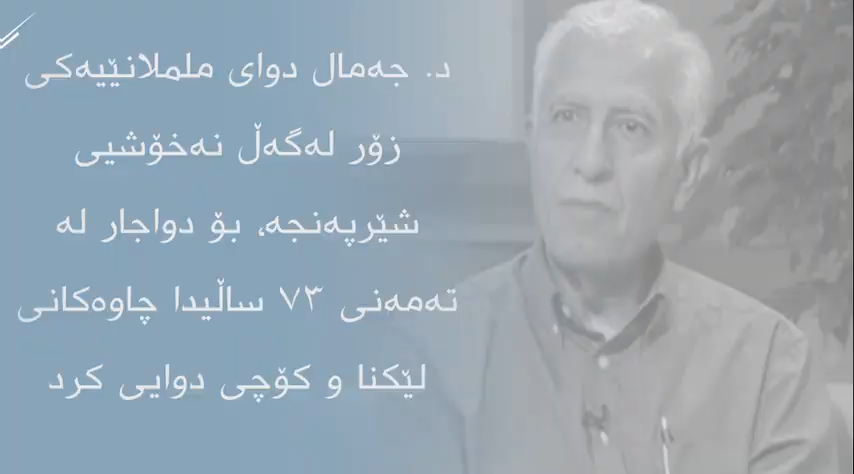 د. جەمال دوای ململانێیەکی
زۆر لەگەڵ نەخۆشیی
شێرپەنجە، بۆ دواجار لە
تەمەنی ٧٣ ساڵیدا چاوەکانی
لێکنا و کۆچی دوایی کرد